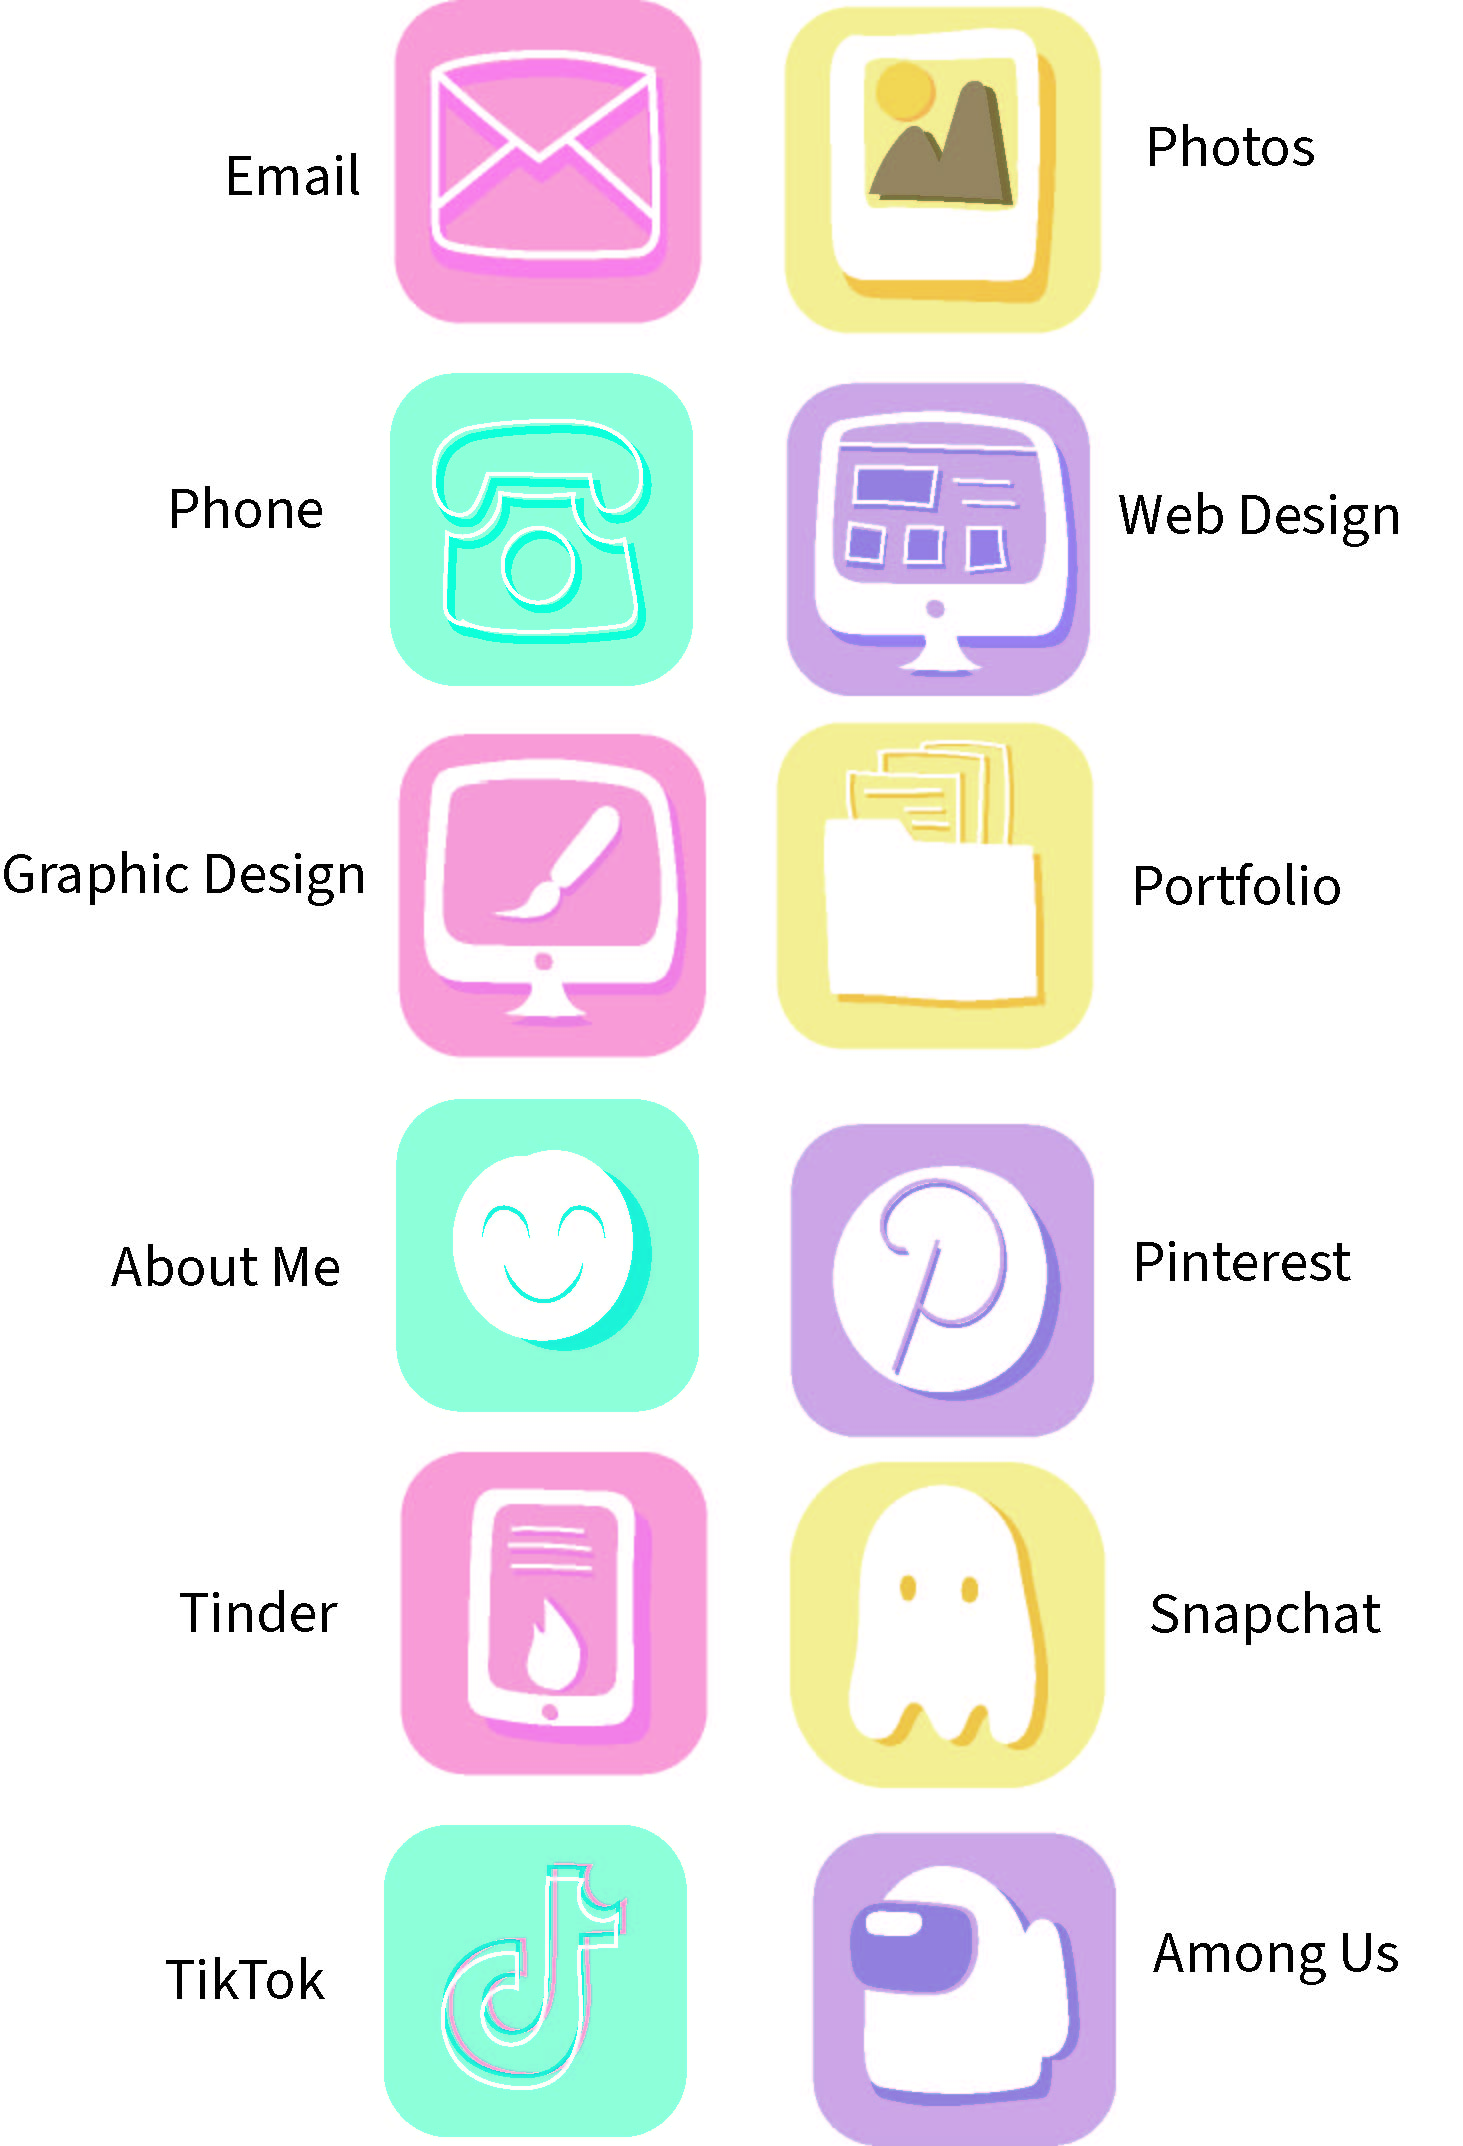 Email
Photos
Phone
Web Design
Graphic Design
Portfolio
About Me
Pinterest
Tinder
Snapchat
TikTok
Among Us